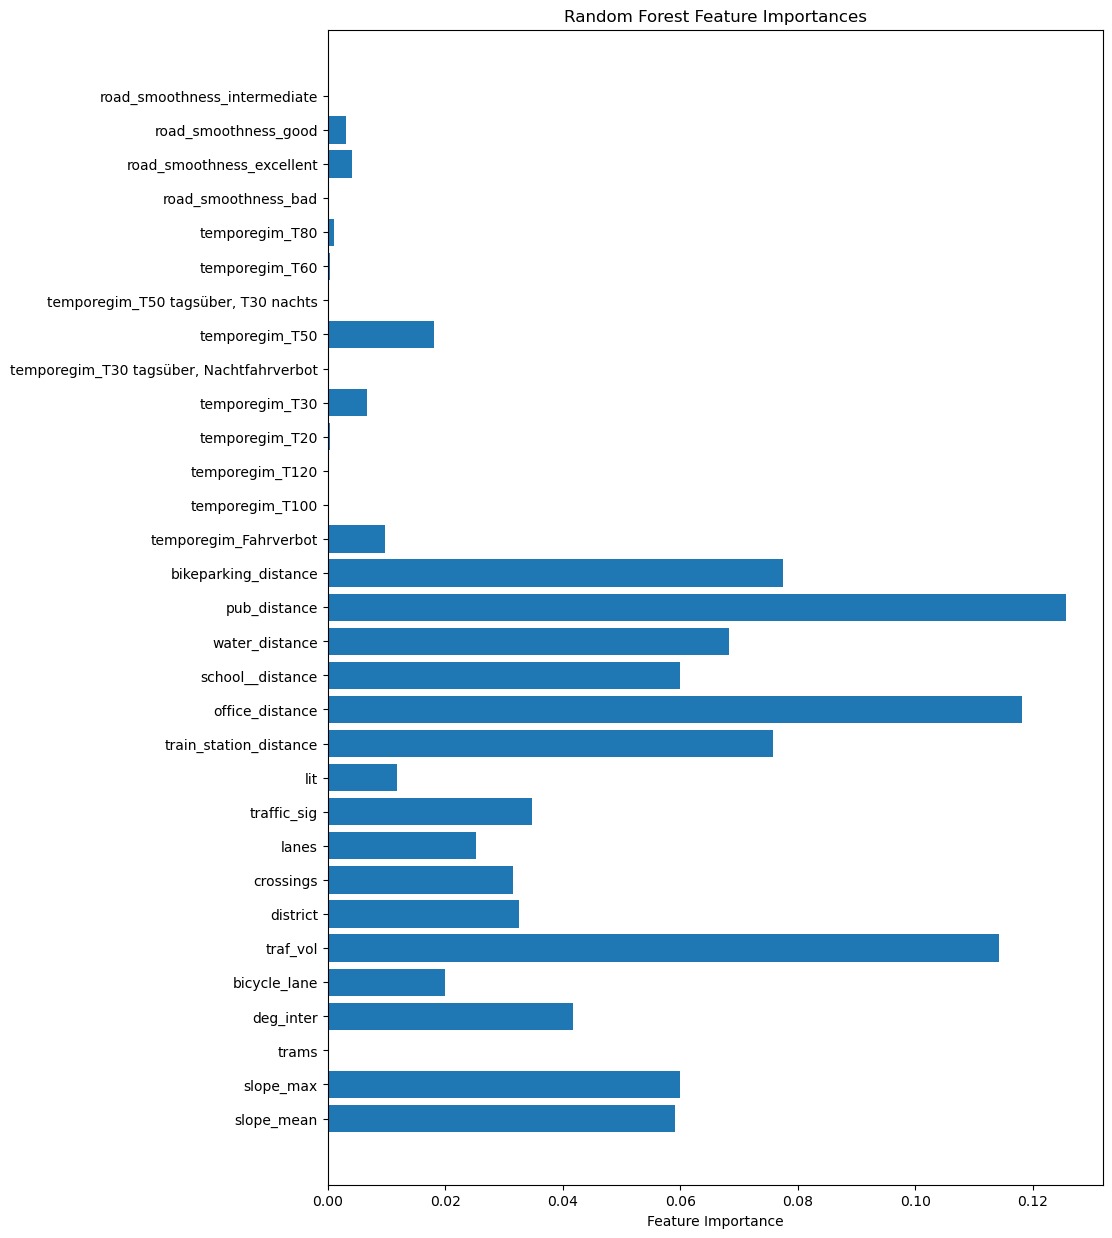 Random Forest Feature Importances
road_smoothness_intermediate
road_smoothness_good
road_smoothness_excellent
road_smoothness_bad
temporegim_T80
temporegim_T60
temporegim_T50 tagsüber, T30 nachts
temporegim_T50
temporegim_T30 tagsüber, Nachtfahrverbot
temporegim_T30
temporegim_T20
temporegim_T120
temporegim_T100
temporegim_Fahrverbot
bikeparking_distance
pub_distance
water_distance
school__distance
office_distance
train_station_distance
lit
traffic_sig
lanes
crossings
district
traf_vol
bicycle_lane
deg_inter
trams
slope_max
slope_mean
0.00 0.02 0.04 0.06 0.08 0.10 0.12
Feature Importance